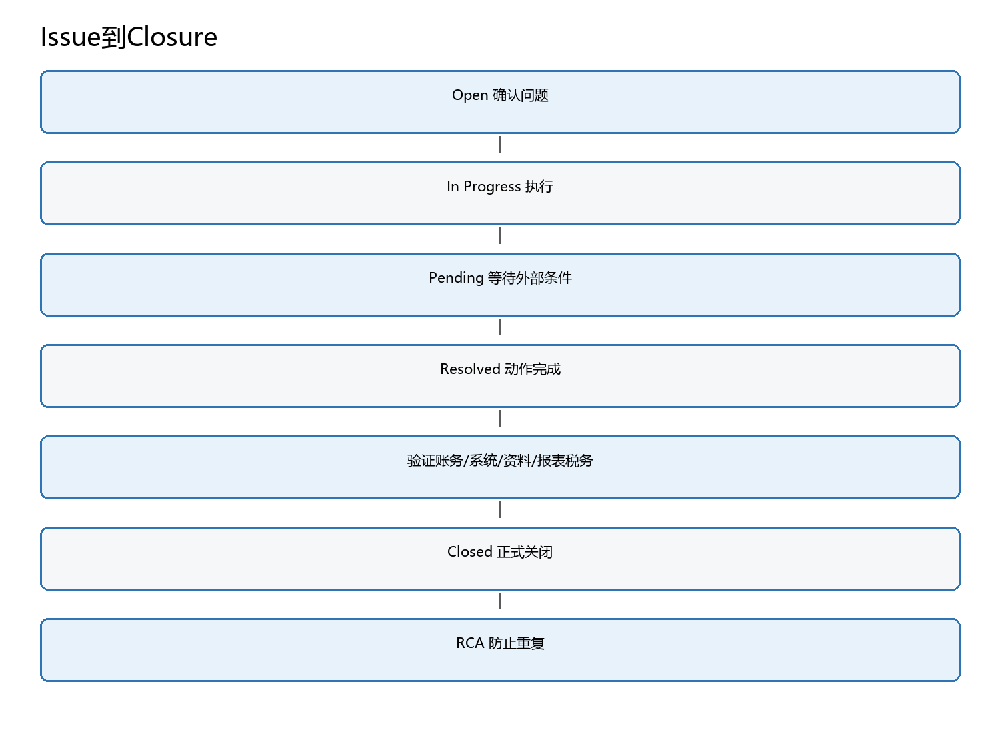 Issue到Closure
Open 确认问题
In Progress 执行
Pending 等待外部条件
Resolved 动作完成
验证账务/系统/资料/报表税务
Closed 正式关闭
RCA 防止重复